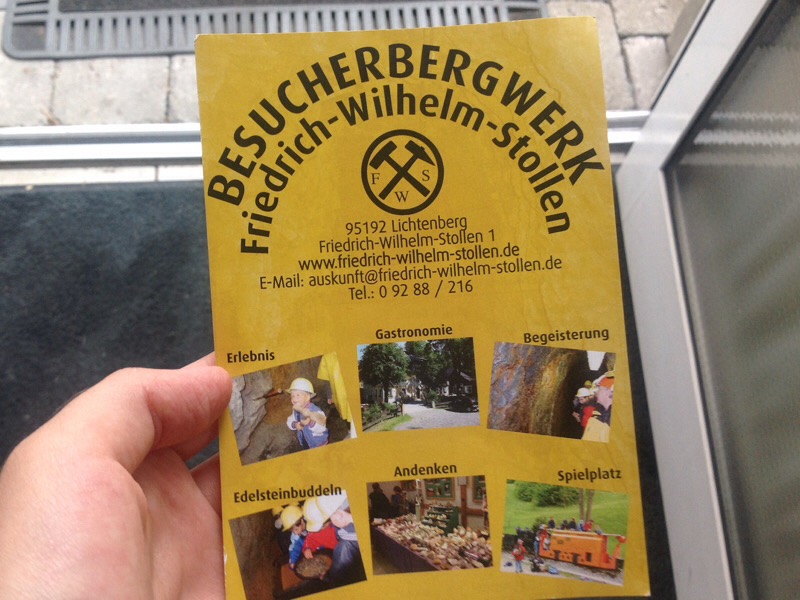 BESUCHERBERGWERK
Friedrich-Wilhelm-Stollen
F S
W
95192 Lichtenberg
Friedrich-Wilhelm-Stollen 1
www.friedrich-wilhelm-stollen.de
E-Mail: auskunft@friedrich-wilhelm-stollen.de
Tel.: 0 92 88 / 216
Erlebnis
Gastronomie
Begeisterung
Edelsteinbuddeln
Andenken
Spielplatz